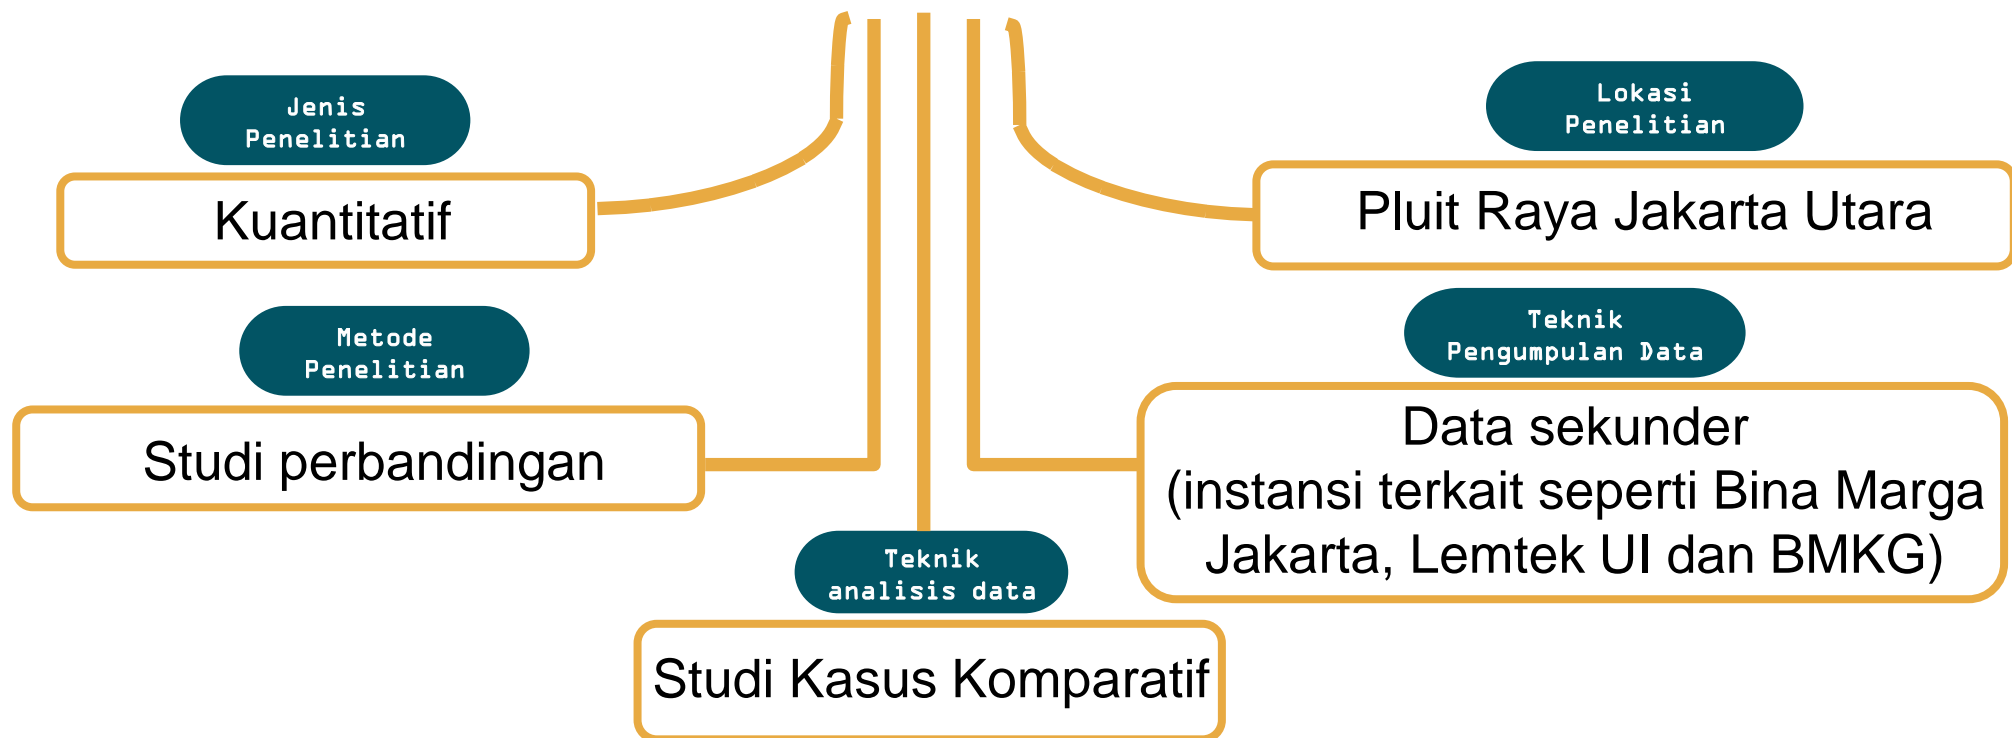 Jenis
Penelitian
Kuantitatif
Lokasi
Penelitian
Pluit Raya Jakarta Utara
Metode
Penelitian
Studi perbandingan
Teknik
Pengumpulan Data
Data sekunder
(instansi terkait seperti Bina Marga
Jakarta, Lemtek UI dan BMKG)
Teknik
analisis data
Studi Kasus Komparatif